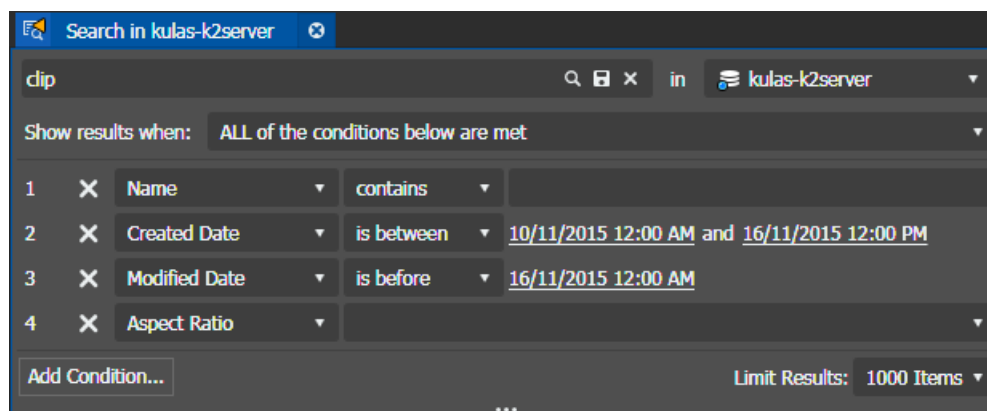 Search in kulas-k2server
clip in kulas-k2server
Show results when: ALL of the conditions below are met
1 Name contains
2 Created Date is between 10/11/2015 12:00 AM and 16/11/2015 12:00 PM
3 Modified Date is before 16/11/2015 12:00 AM
4 Aspect Ratio
Add Condition... Limit Results: 1000 Items